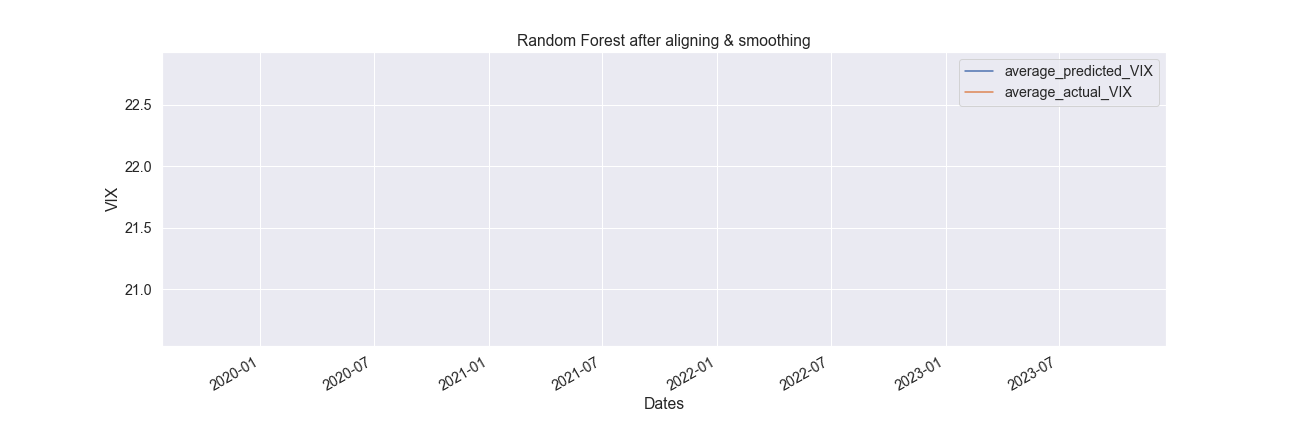 Random Forest after aligning & smoothing
average_predicted_VIX
average_actual_VIX
22.5
22.0
21.5
21.0
VIX
2020-01
2020-07
2021-01
2021-07
2022-01
2022-07
2023-01
2023-07
Dates